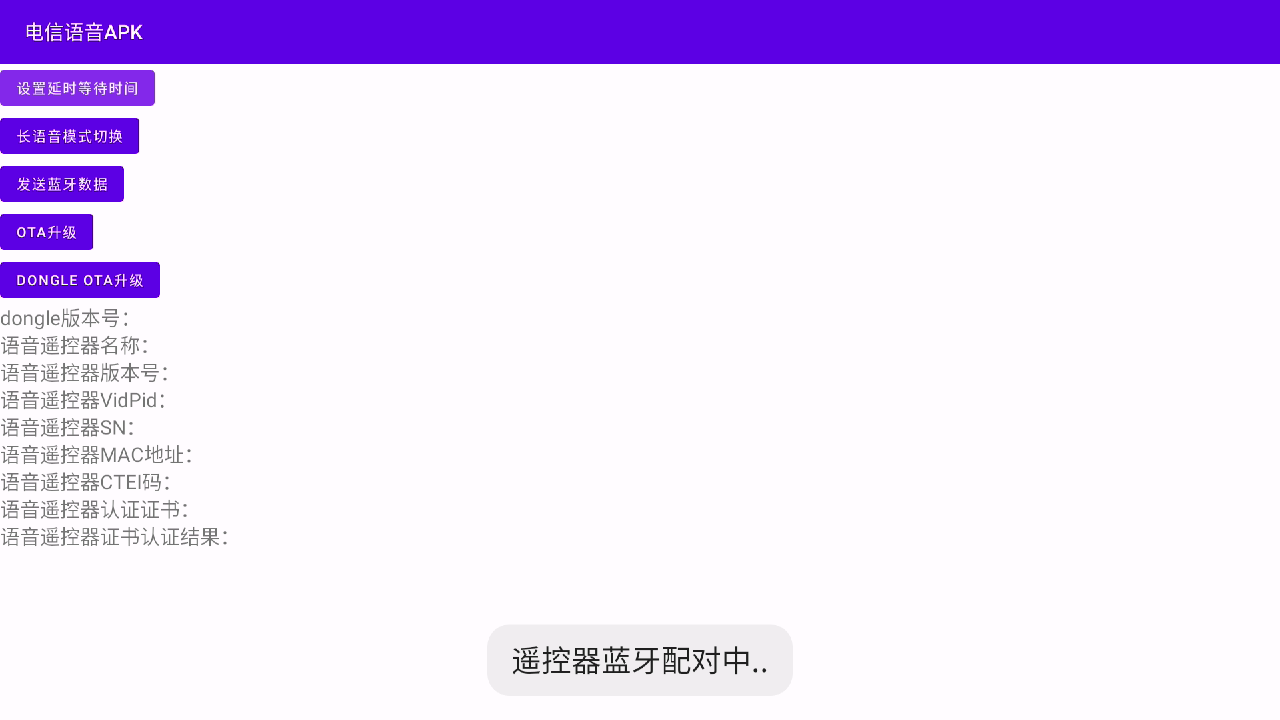 电信语音APK
设置延时等待时间
长语音模式切换
发送蓝牙数据
OTA升级
DONGLE OTA升级
dongle版本号：
语音遥控器名称：
语音遥控器版本号：
语音遥控器VidPid：
语音遥控器SN：
语音遥控器MAC地址：
语音遥控器CTEI码：
语音遥控器认证证书：
语音遥控器证书认证结果：
遥控器蓝牙配对中..